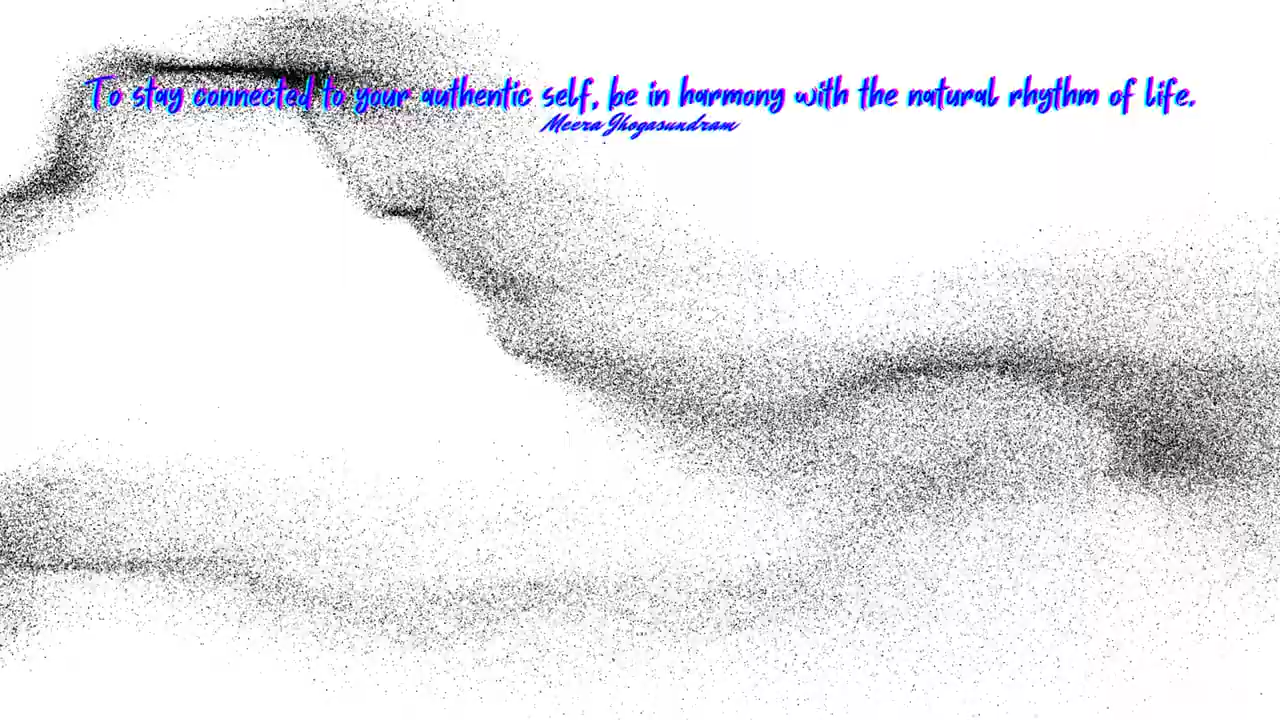 To stay connected to your authentic self, be in harmony with the natural rhythm of life.
Meera Jhogasundram